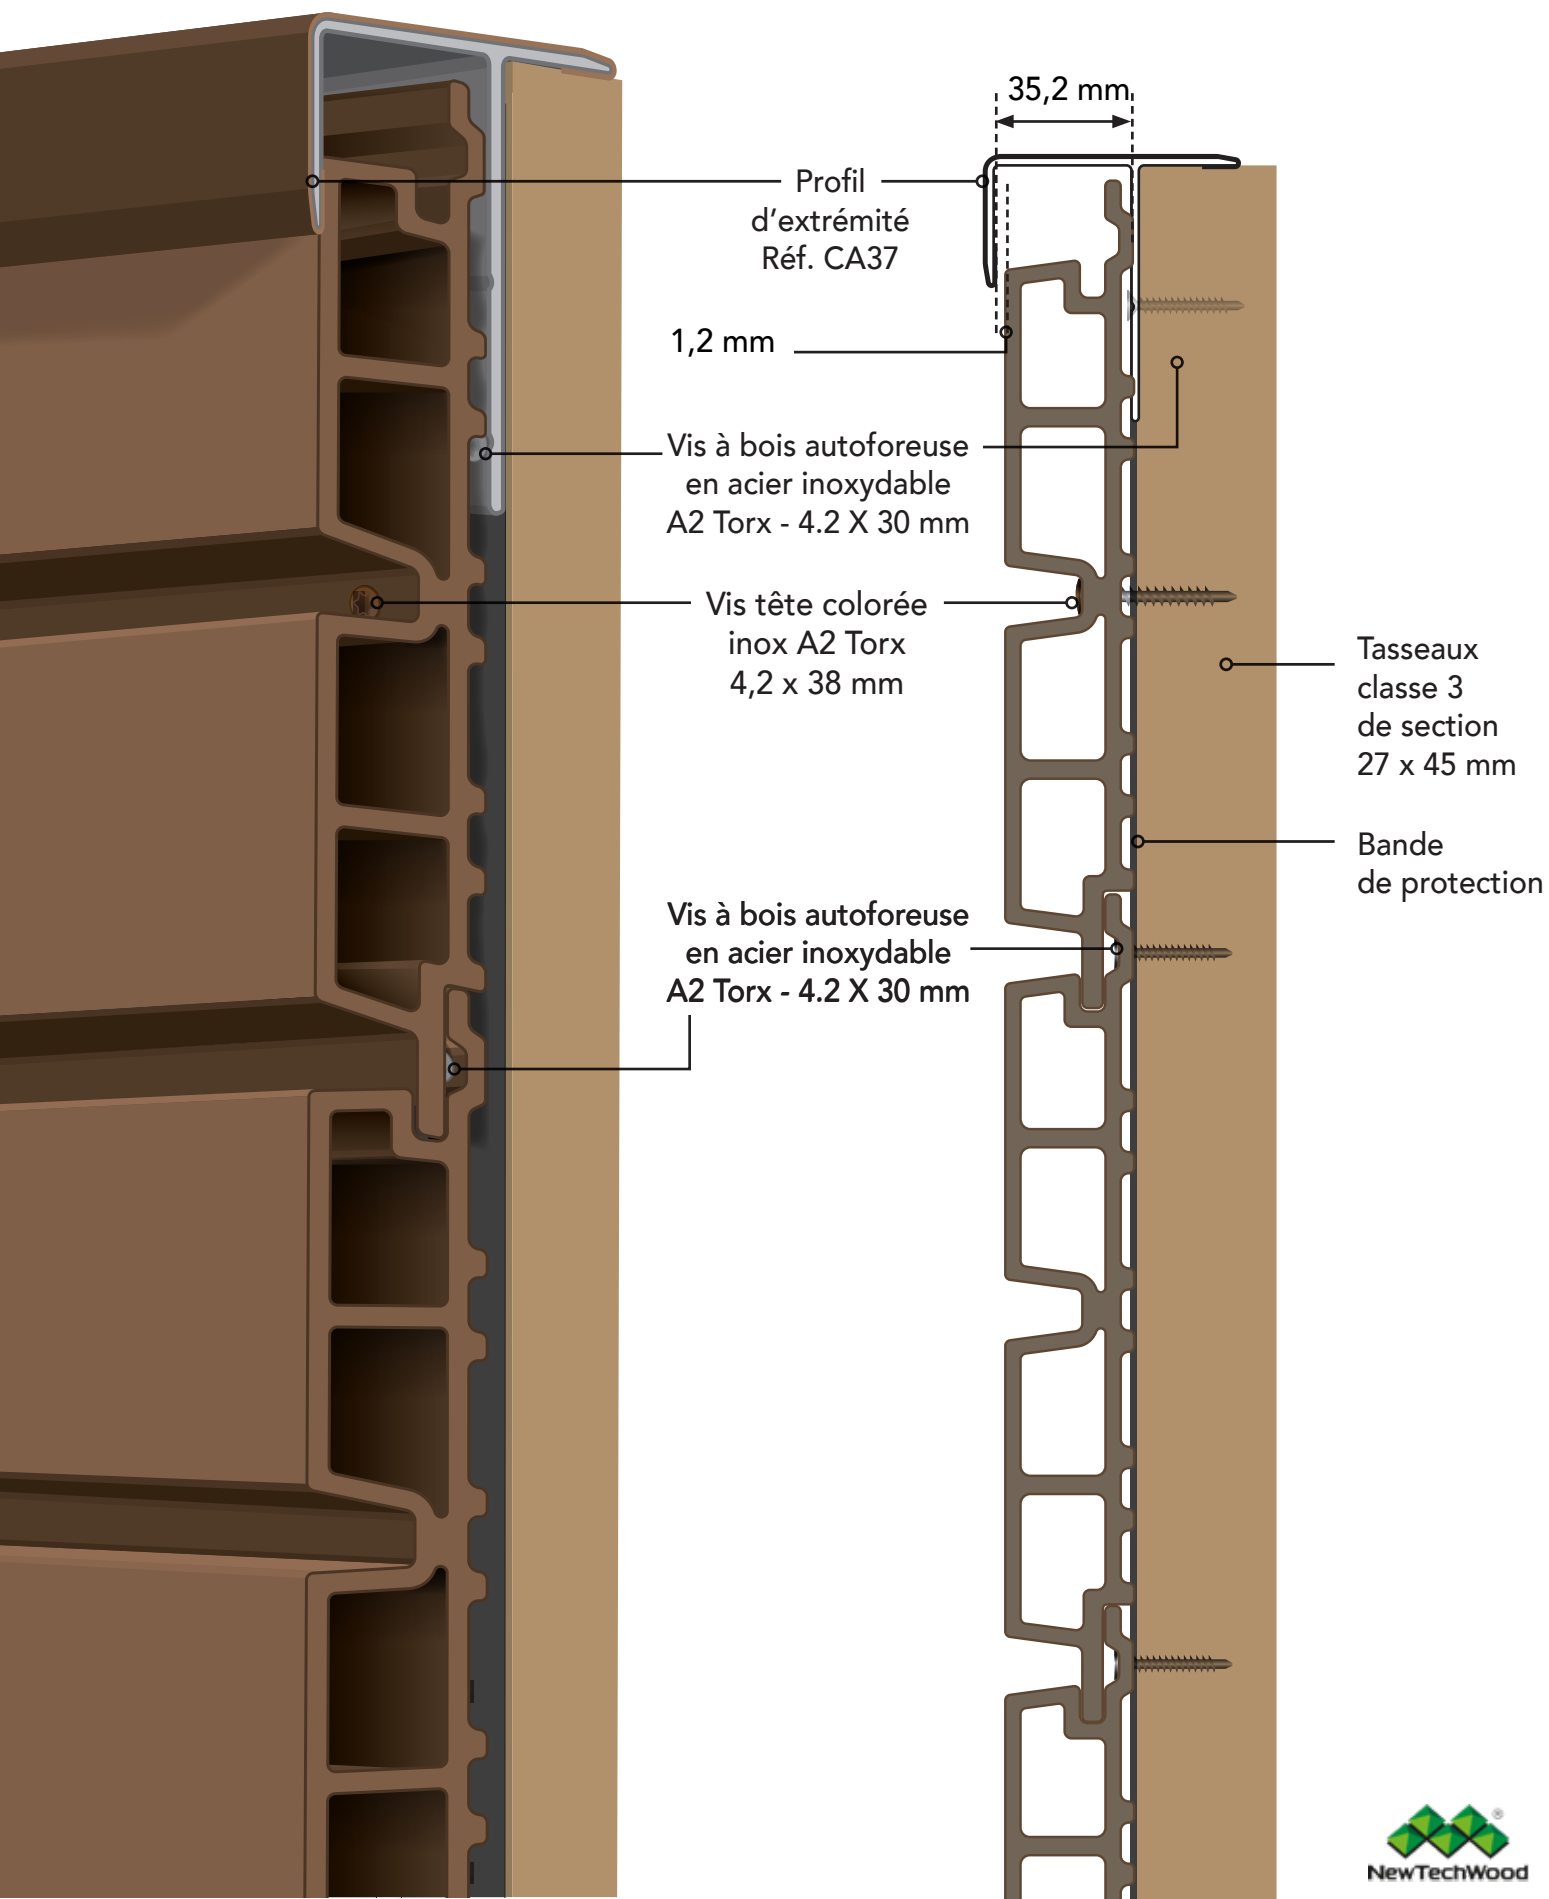 35,2 mm
Profil
d’extrémité
Réf. CA37
1,2 mm
Vis à bois autoforeuse
en acier inoxydable
A2 Torx - 4.2 X 30 mm
Vis tête colorée
inox A2 Torx
4,2 x 38 mm
Tasseaux
classe 3
de section
27 x 45 mm
Bande
de protection
Vis à bois autoforeuse
en acier inoxydable
A2 Torx - 4.2 X 30 mm
®
NewTechWood